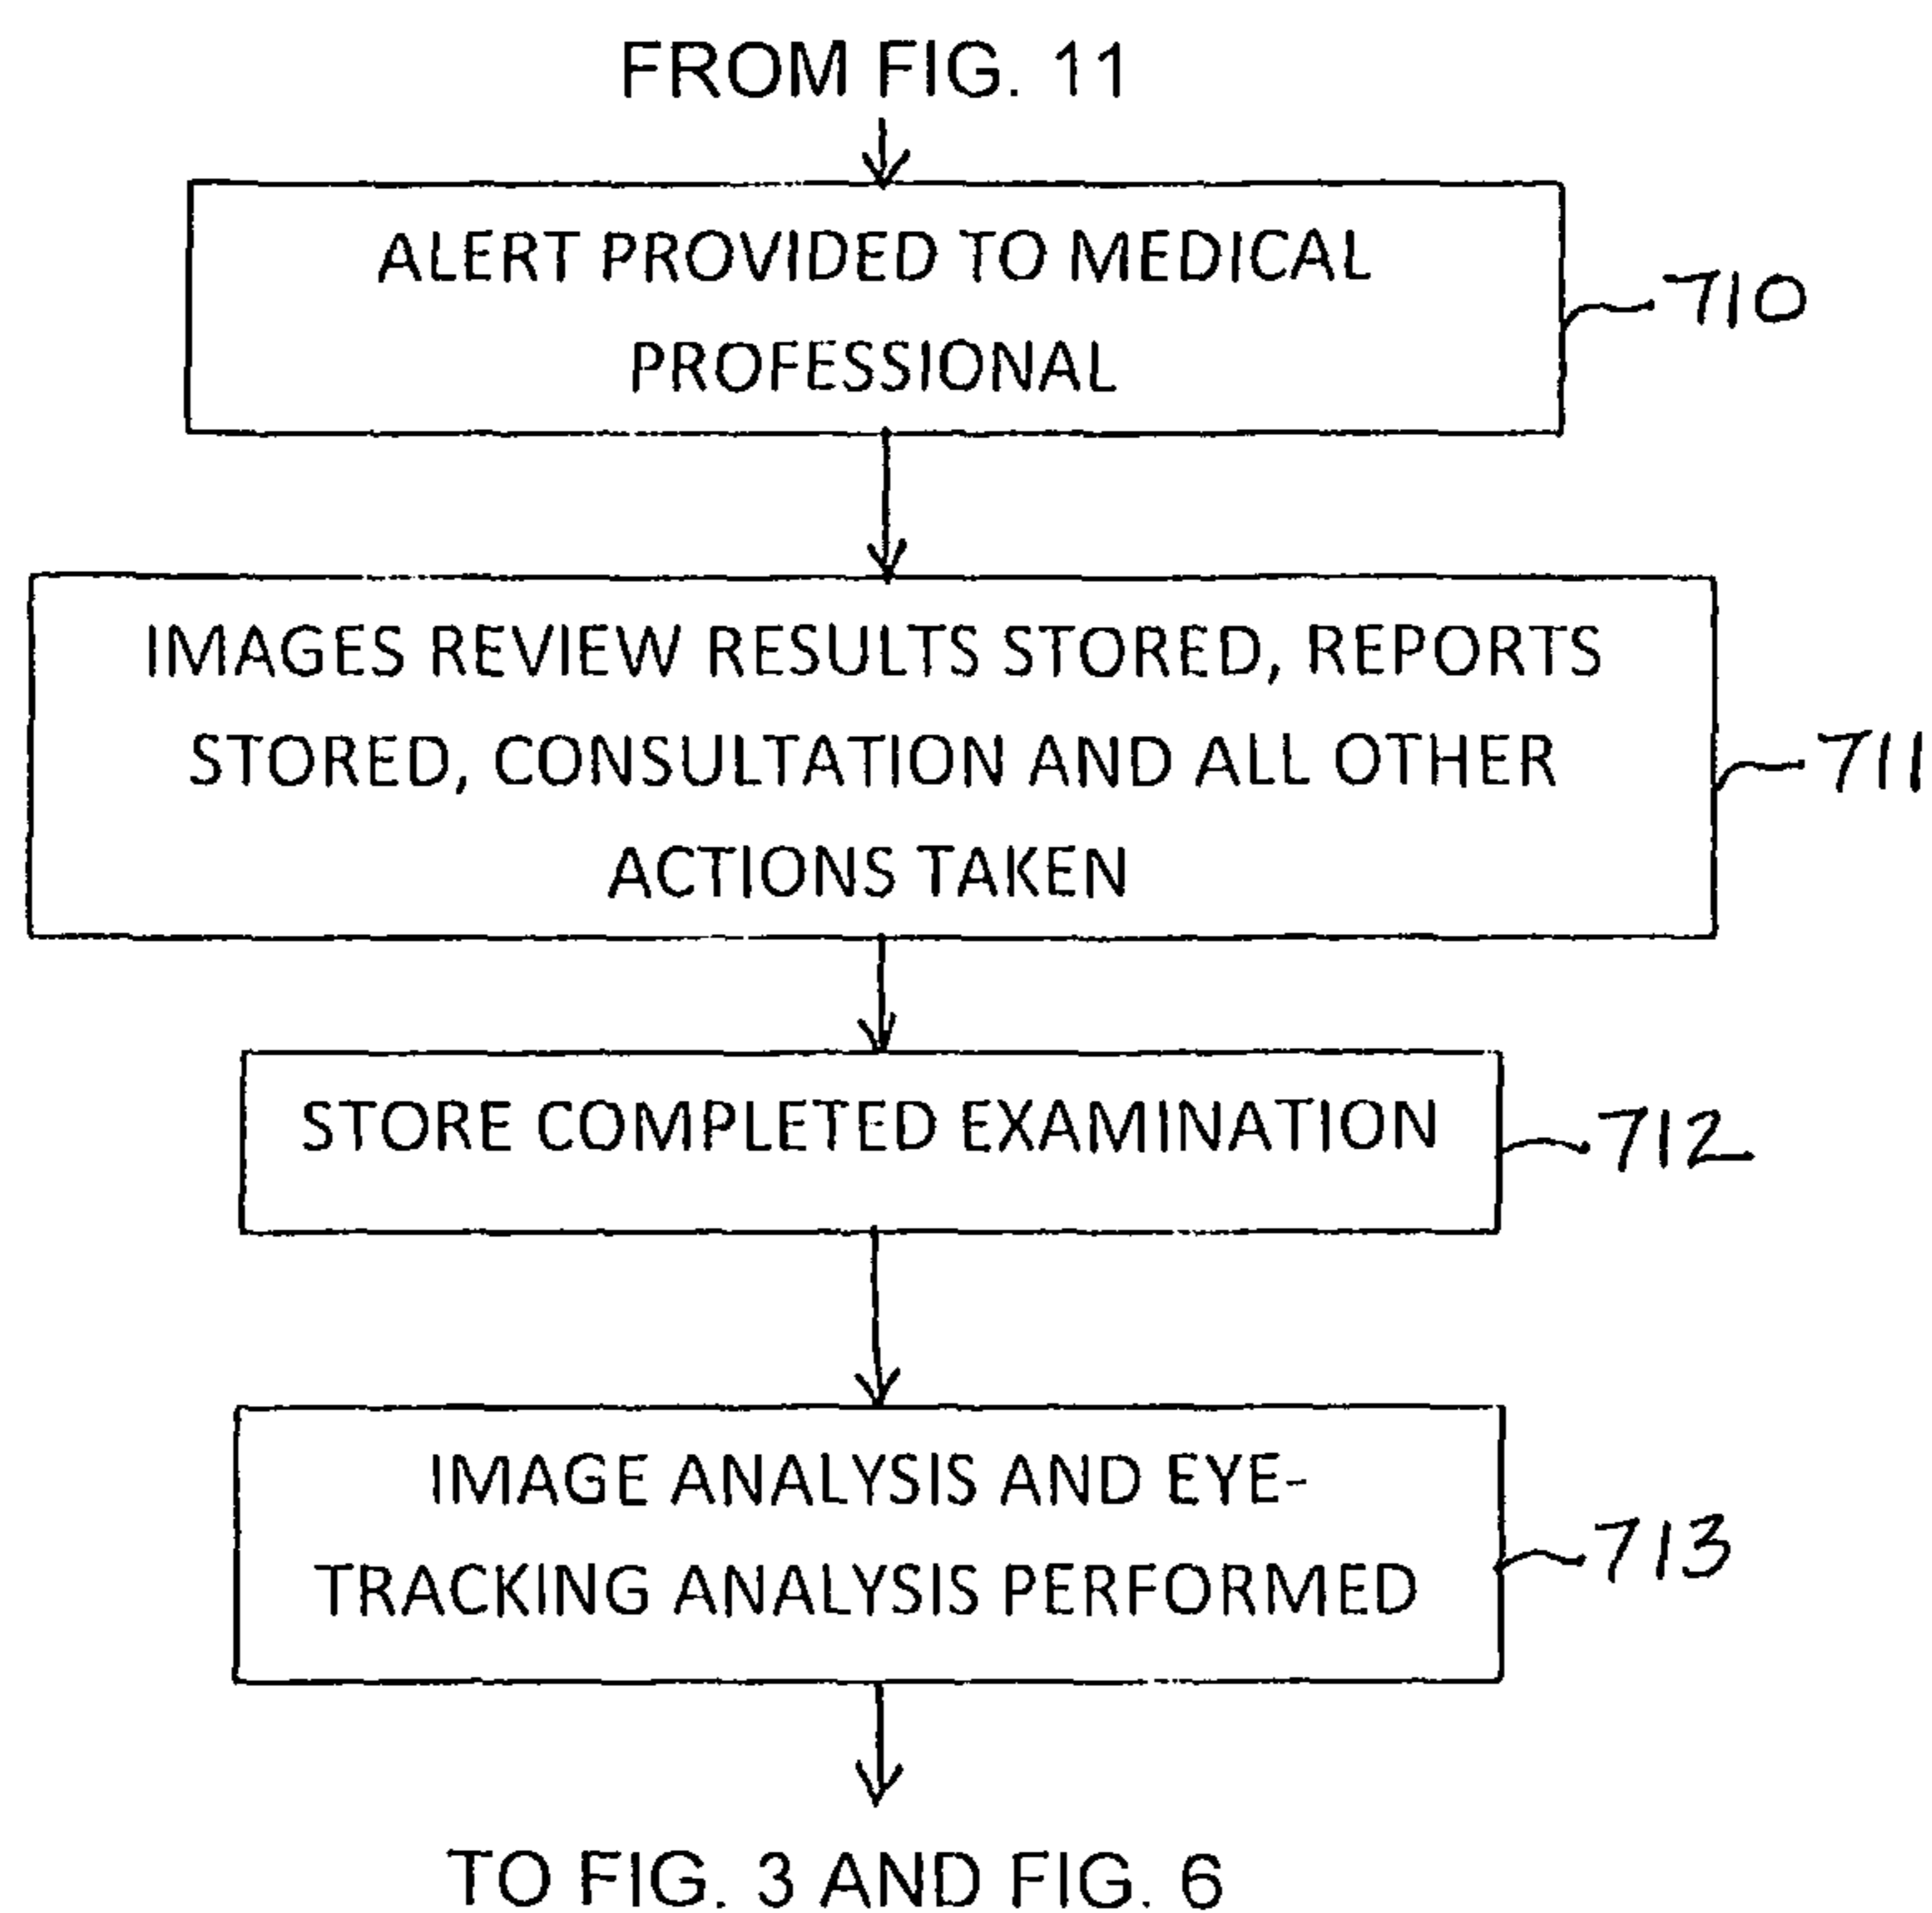 FROM FIG. 11
ALERT PROVIDED TO MEDICAL
PROFESSIONAL
710
IMAGES REVIEW RESULTS STORED, REPORTS
STORED, CONSULTATION AND ALL OTHER
ACTIONS TAKEN
711
STORE COMPLETED EXAMINATION
712
IMAGE ANALYSIS AND EYE-
TRACKING ANALYSIS PERFORMED
713
TO FIG. 3 AND FIG. 6